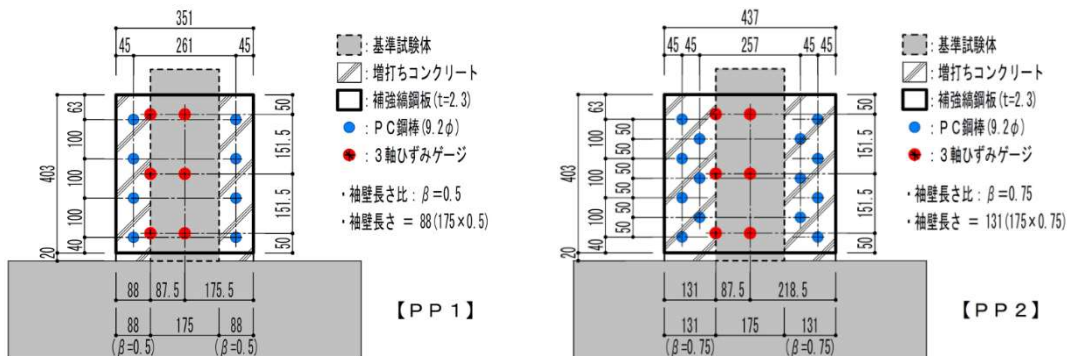 351
45
261
45
63
100
100
100
40
403
20
50
151.5
151.5
50
88
87.5
175.5
88
175
88
(β=0.5)
(β=0.5)
:基準試験体
:増打ちコンクリート
:補強縞鋼板(t=2.3)
:PC鋼棒(9.2φ)
:3軸ひずみゲージ
・袖壁長さ比:β=0.5
・袖壁長さ = 88(175×0.5)
【PP1】
437
45
45
257
45
45
63
100
100
100
40
403
20
50
50
50
50
50
50
151.5
151.5
50
131
87.5
218.5
131
175
131
(β=0.75)
(β=0.75)
:基準試験体
:増打ちコンクリート
:補強縞鋼板(t=2.3)
:PC鋼棒(9.2φ)
:3軸ひずみゲージ
・袖壁長さ比:β=0.75
・袖壁長さ = 131(175×0.75)
【PP2】